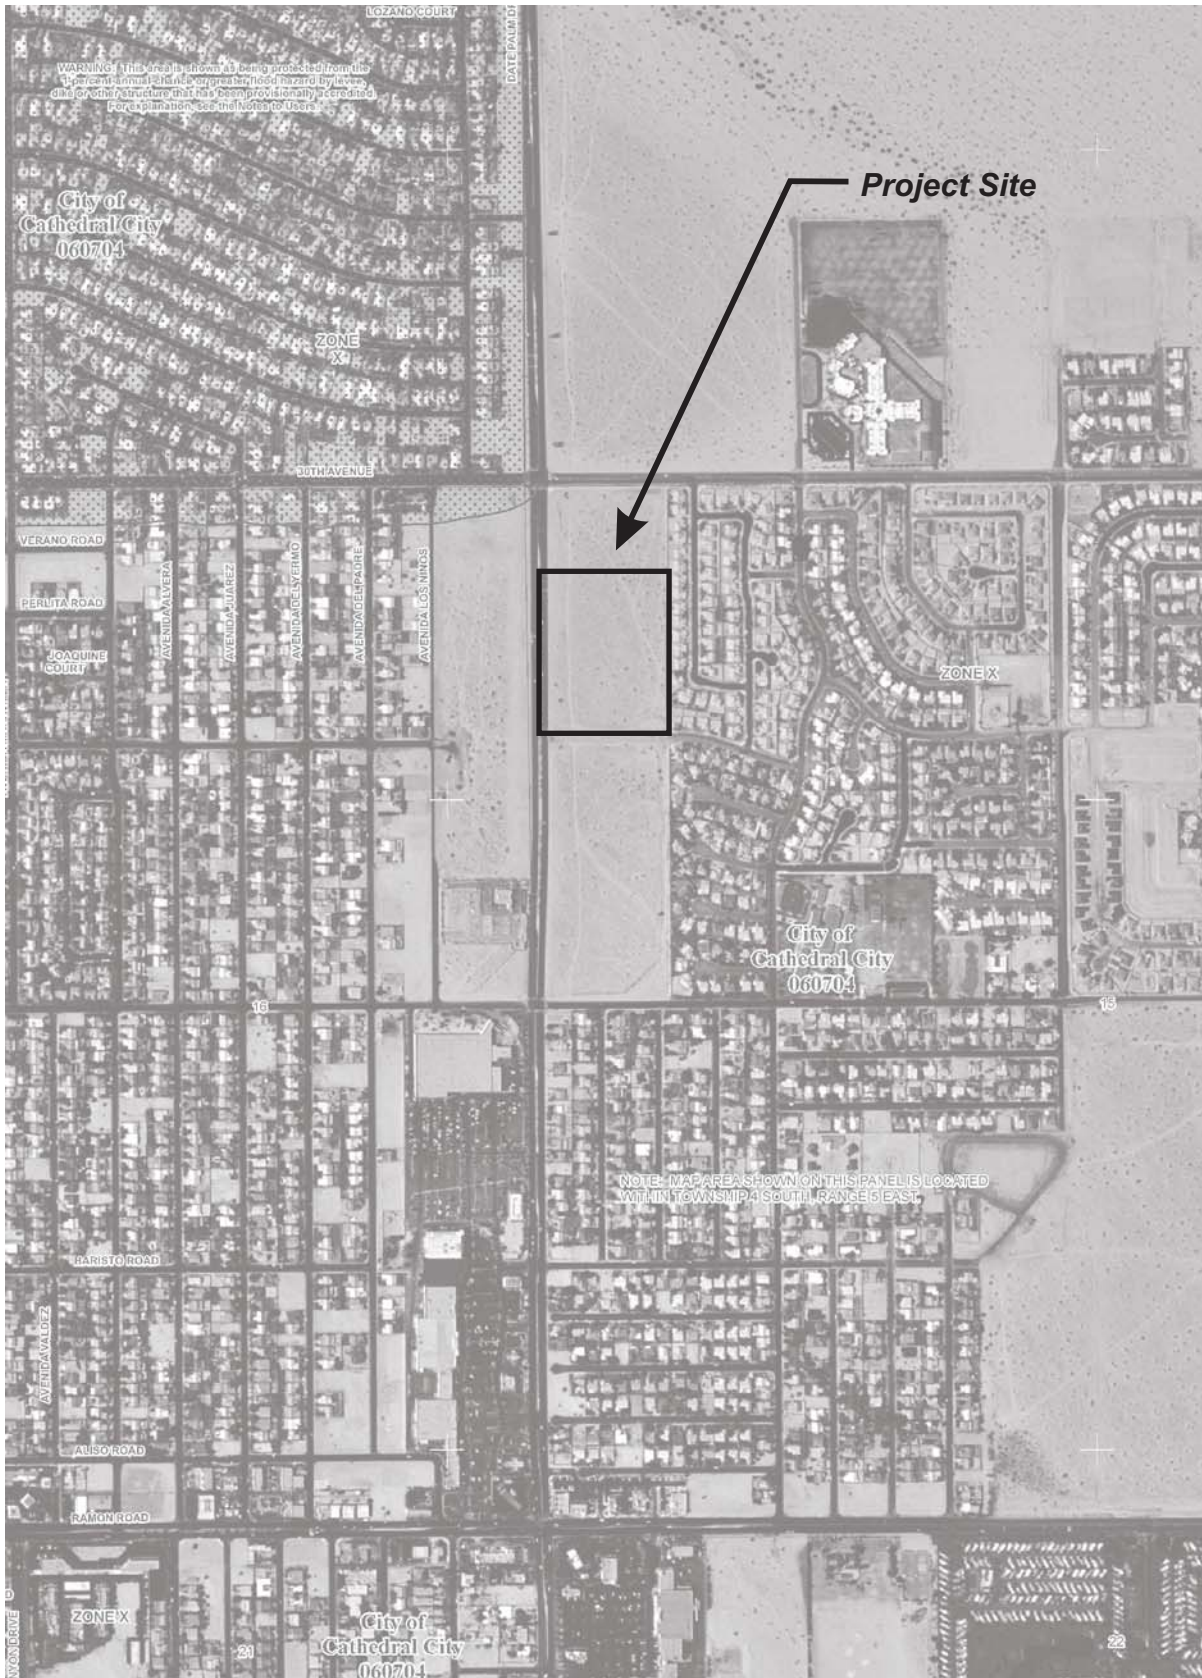 LOZANO COURT
DATE PALM DR
WARNING: This area is shown as being protected from the
1-percent-annual-chance or greater flood hazard by levee,
dike or other structure that has been provisionally accredited.
For explanation, see the Notes to Users.
Project Site
City of
Cathedral City
060704
ZONE
X
30TH AVENUE
VERANO ROAD
PERLITA ROAD
AVENIDA ALVERA
AVENIDA JUAREZ
AVENIDA DEL YERMO
AVENIDA DEL PADRE
AVENIDA LOS NINOS
JOAQUINE
COURT
ZONE X
City of
Cathedral City
060704
16
15
NOTE: MAP AREA SHOWN ON THIS PANEL IS LOCATED
WITHIN TOWNSHIP 4 SOUTH, RANGE 5 EAST.
BARISTO ROAD
AVENIDA VALDEZ
ALISO ROAD
RAMON ROAD
ZONE X
YON DRIVE
21
City of
Cathedral City
060704
22